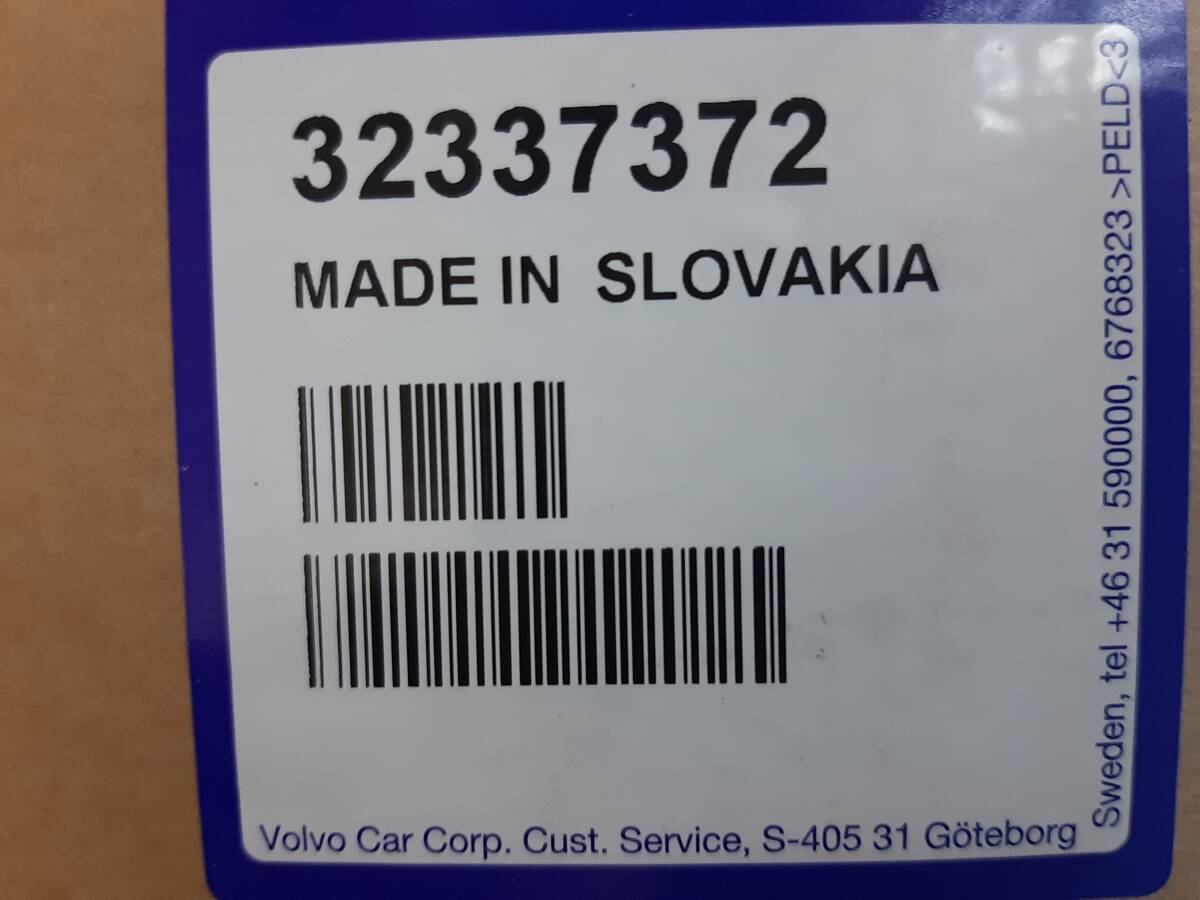 32337372
MADE IN SLOVAKIA
Volvo Car Corp. Cust. Service, S-405 31 Göteborg
Sweden, tel +46 31 590000, 6768323 >PELD<3